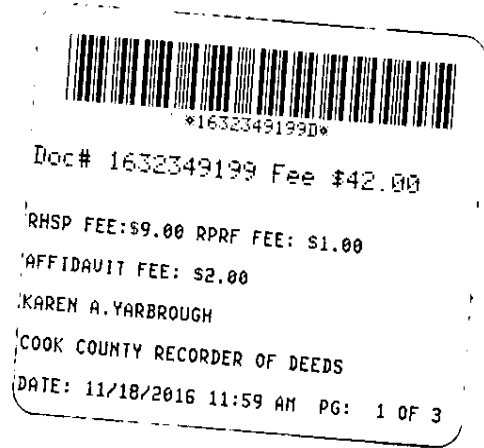 *1632349199D*
Doc# 1632349199 Fee $42.00
RHSP FEE:$9.00 RPRF FEE: $1.00
AFFIDAVIT FEE: $2.00
KAREN A.YARBROUGH
COOK COUNTY RECORDER OF DEEDS
DATE: 11/18/2016 11:59 AM PG: 1 OF 3